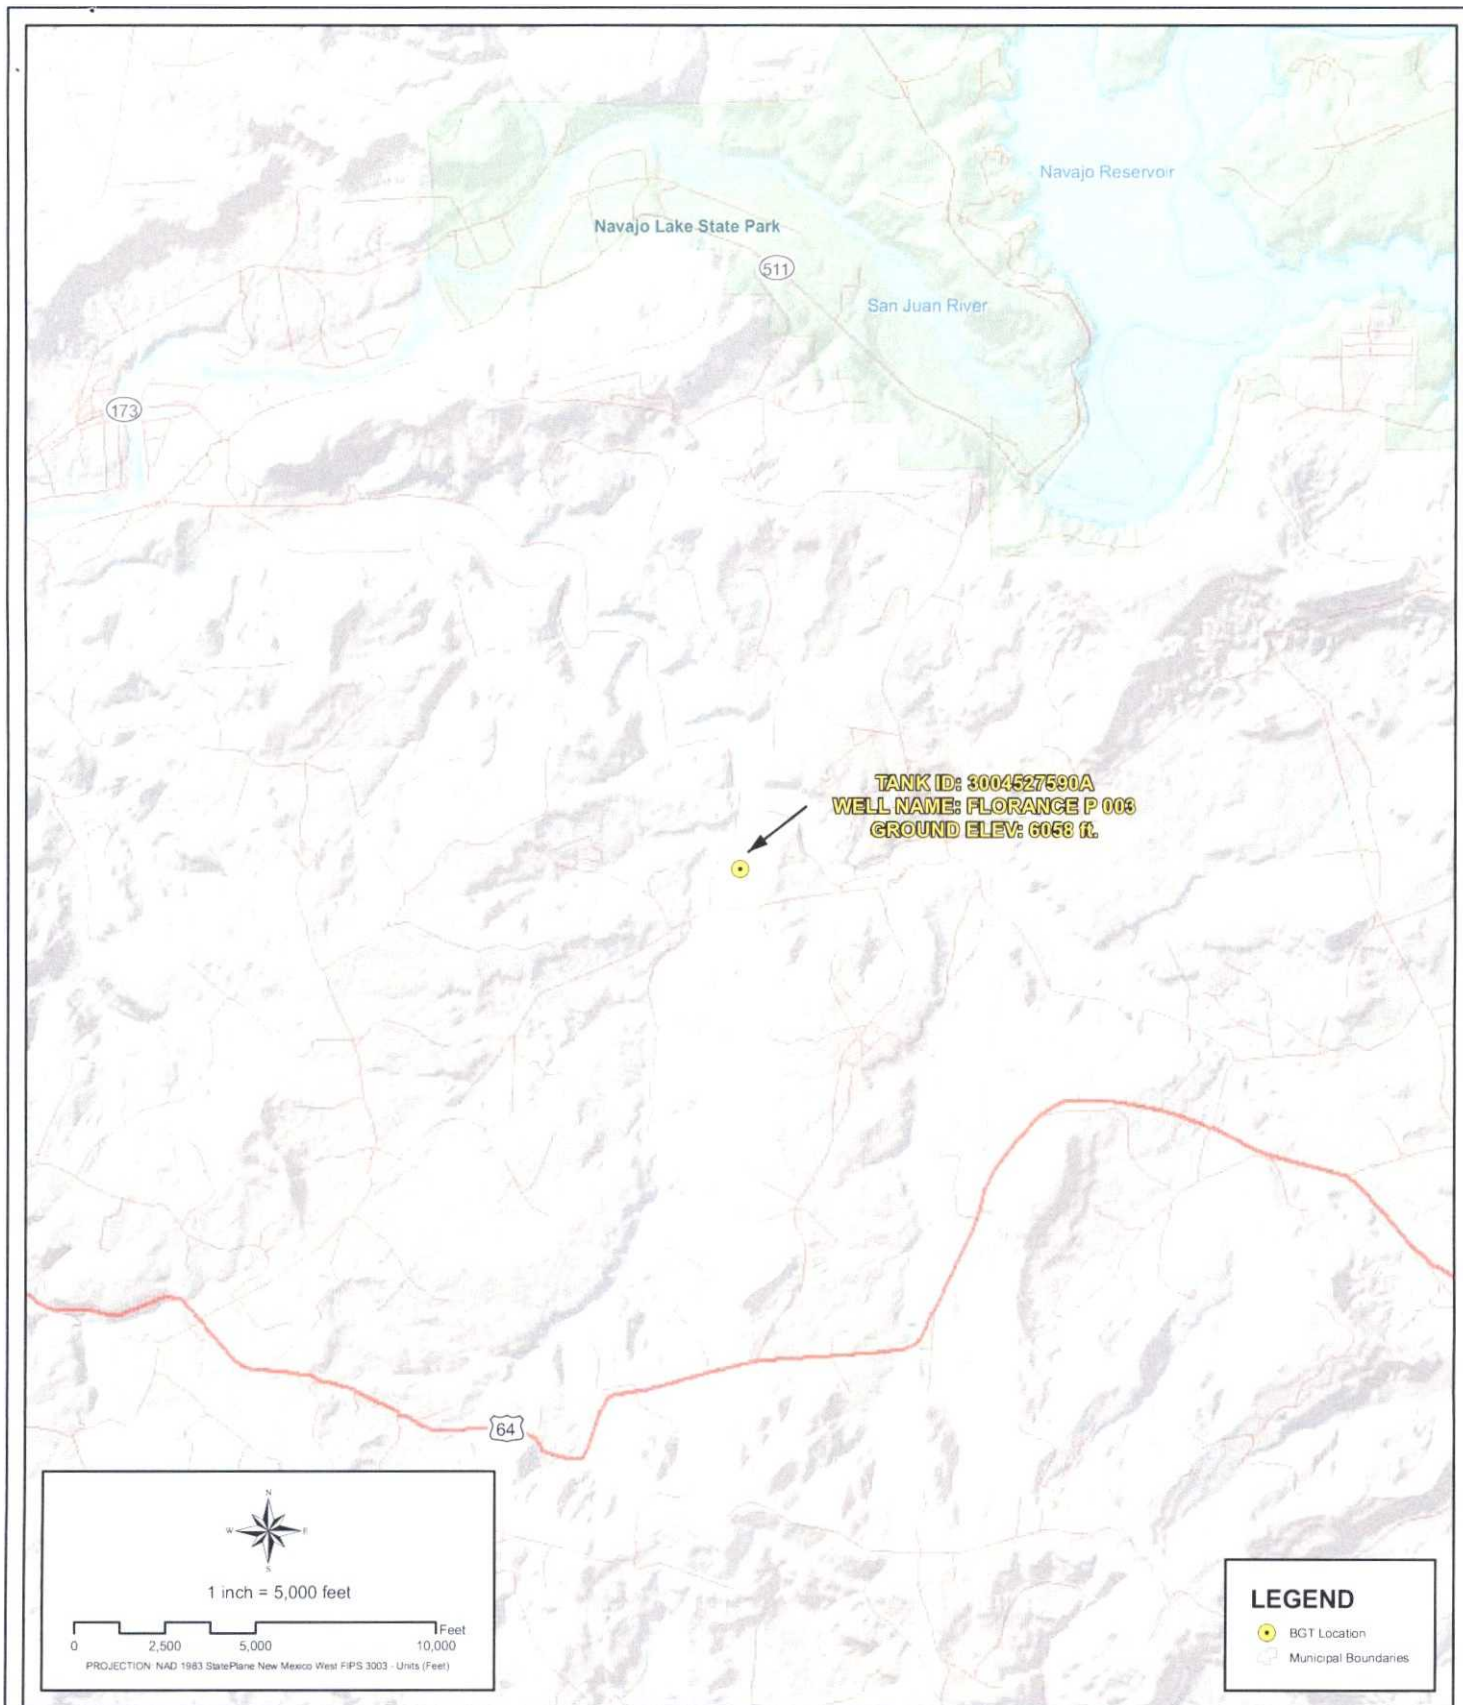 Navajo Reservoir
Navajo Lake State Park
511
San Juan River
173
TANK ID: 3004527590A
WELL NAME: FLORANCE P 003
GROUND ELEV: 6058 ft.
64
N
W E
S
1 inch = 5,000 feet
Feet
0 2,500 5,000 10,000
PROJECTION: NAD 1983 StatePlane New Mexico West FIPS 3003 - Units (Feet)
LEGEND
BGT Location
Municipal Boundaries